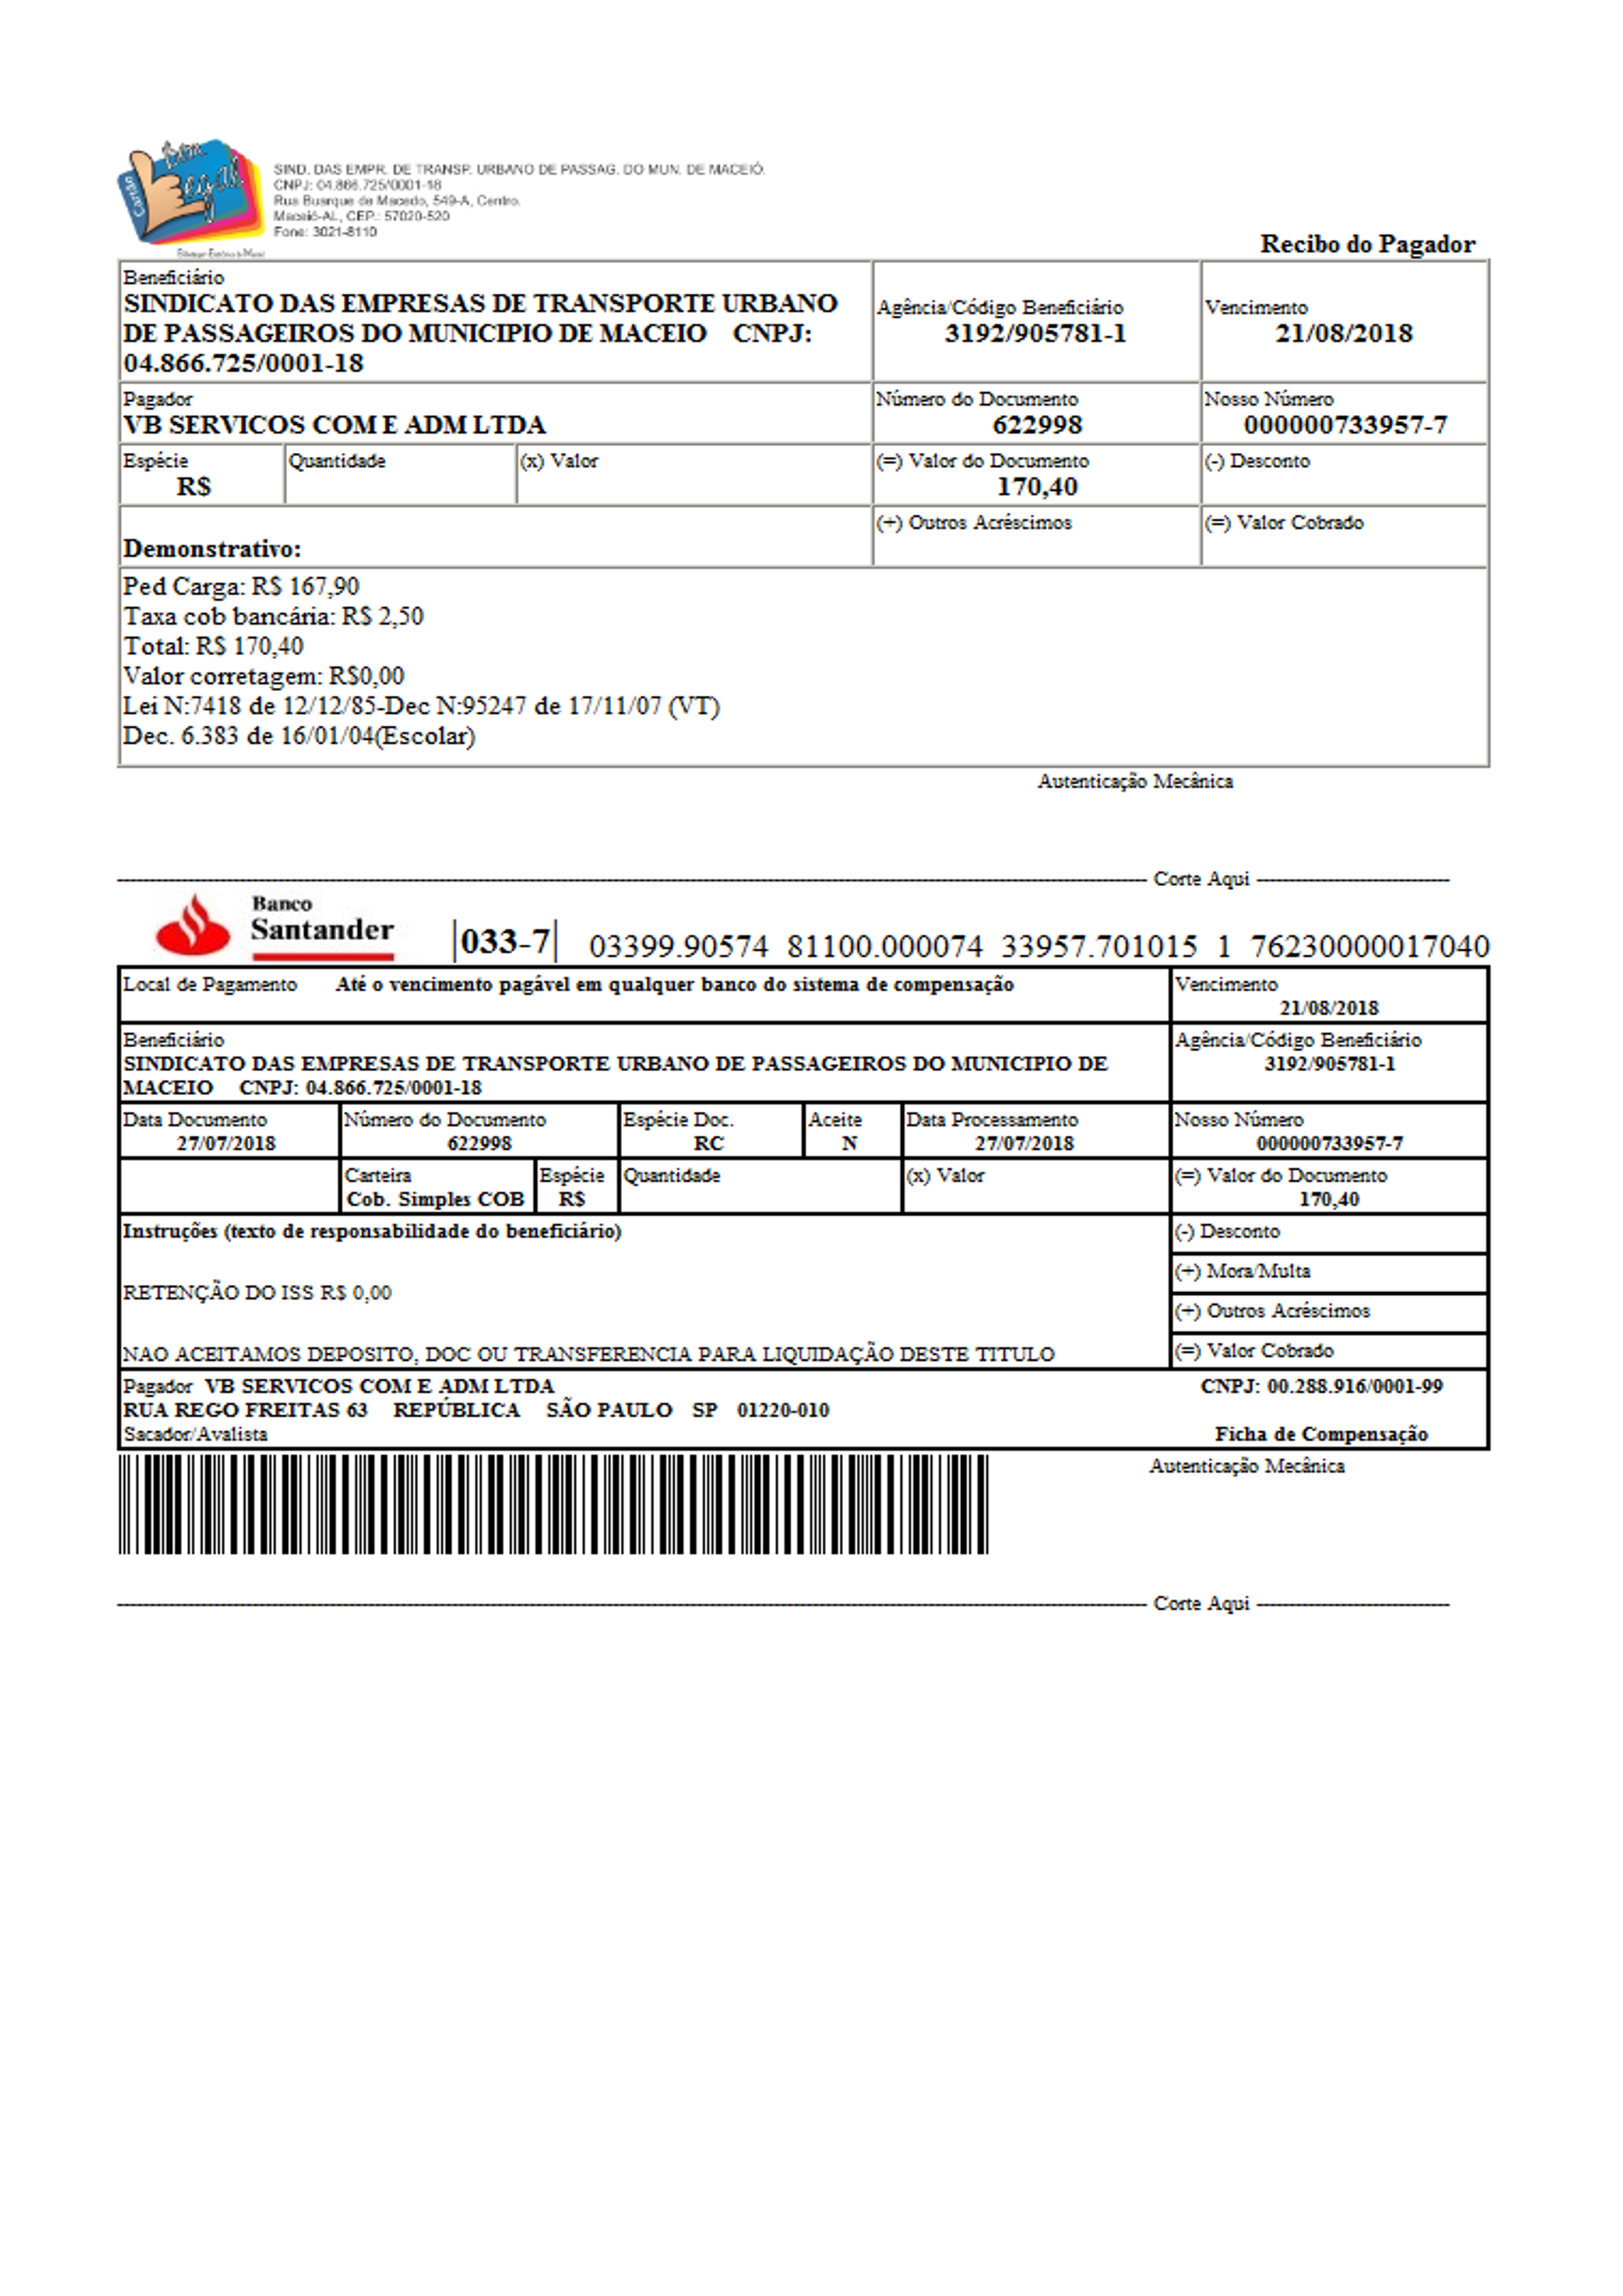 Cartão
Bem
Legal
SIND. DAS EMPR. DE TRANSP. URBANO DE PASSAG. DO MUN. DE MACEIÓ.
CNPJ: 04.866.725/0001-18
Rua Buarque de Macedo, 549-A, Centro.
Maceió-AL, CEP.: 57020-520
Fone: 3021-8110
Recibo do Pagador
Beneficiário
SINDICATO DAS EMPRESAS DE TRANSPORTE URBANO
DE PASSAGEIROS DO MUNICIPIO DE MACEIO CNPJ:
04.866.725/0001-18
Agência/Código Beneficiário
3192/905781-1
Vencimento
21/08/2018
Pagador
VB SERVICOS COM E ADM LTDA
Número do Documento
622998
Nosso Número
000000733957-7
Espécie
R$
Quantidade
(x) Valor
(=) Valor do Documento
170,40
(-) Desconto
Demonstrativo:
(+) Outros Acréscimos
(=) Valor Cobrado
Ped Carga: R$ 167,90
Taxa cob bancária: R$ 2,50
Total: R$ 170,40
Valor corretagem: R$0,00
Lei N:7418 de 12/12/85-Dec N:95247 de 17/11/07 (VT)
Dec. 6.383 de 16/01/04(Escolar)
Autenticação Mecânica
Corte Aqui
Banco
Santander
|033-7| 03399.90574 81100.000074 33957.701015 1 76230000017040
Local de Pagamento Até o vencimento pagável em qualquer banco do sistema de compensação
Vencimento
21/08/2018
Beneficiário
SINDICATO DAS EMPRESAS DE TRANSPORTE URBANO DE PASSAGEIROS DO MUNICIPIO DE
MACEIO CNPJ: 04.866.725/0001-18
Agência/Código Beneficiário
3192/905781-1
Data Documento
27/07/2018
Número do Documento
622998
Espécie Doc.
RC
Aceite
N
Data Processamento
27/07/2018
Nosso Número
000000733957-7
Carteira
Cob. Simples COB
Espécie
R$
Quantidade
(x) Valor
(=) Valor do Documento
170,40
Instruções (texto de responsabilidade do beneficiário)
(-) Desconto
(+) Mora/Multa
RETENÇÃO DO ISS R$ 0,00
(+) Outros Acréscimos
NAO ACEITAMOS DEPOSITO, DOC OU TRANSFERENCIA PARA LIQUIDAÇÃO DESTE TITULO
(=) Valor Cobrado
Pagador VB SERVICOS COM E ADM LTDA
CNPJ: 00.288.916/0001-99
RUA REGO FREITAS 63 REPÚBLICA SÃO PAULO SP 01220-010
Sacador/Avalista
Ficha de Compensação
Autenticação Mecânica
Corte Aqui